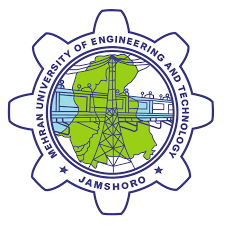 MEHRAN UNIVERSITY OF ENGINEERING AND TECHNOLOGY
JAMSHORO